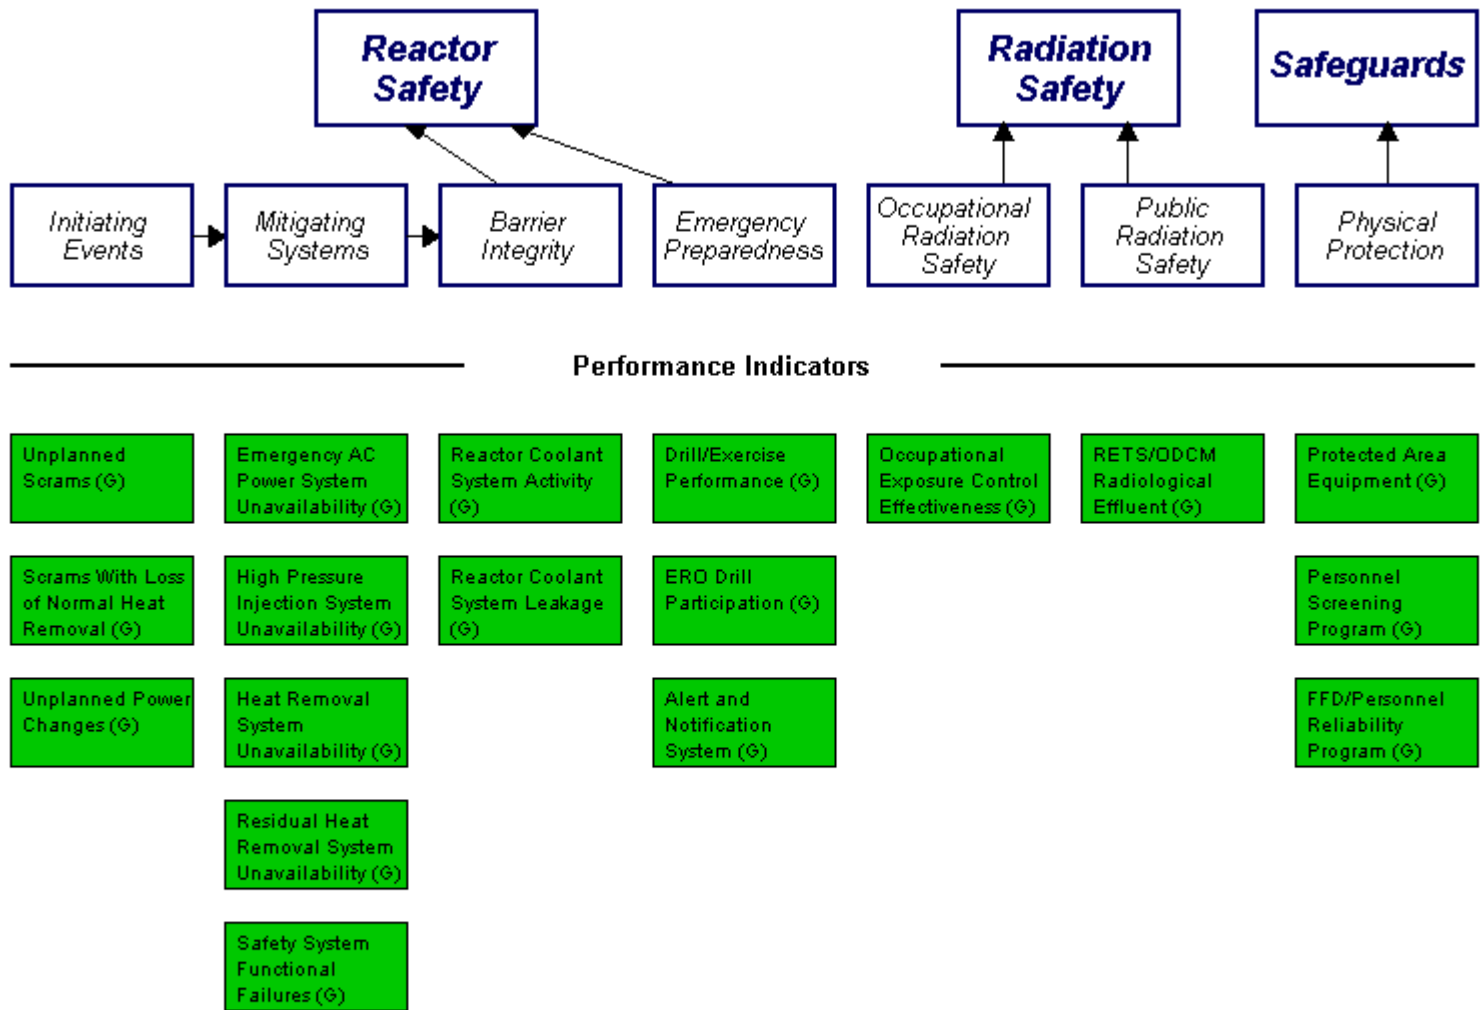 Reactor
Safety
Radiation
Safety
Safeguards
Initiating
Events
Mitigating
Systems
Barrier
Integrity
Emergency
Preparedness
Occupational
Radiation
Safety
Public
Radiation
Safety
Physical
Protection
Performance Indicators
Unplanned
Scrams (G)
Emergency AC
Power System
Unavailability (G)
Reactor Coolant
System Activity
(G)
Drill/Exercise
Performance (G)
Occupational
Exposure Control
Effectiveness (G)
RETS/ODCM
Radiological
Effluent (G)
Protected Area
Equipment (G)
Scrams With Loss
of Normal Heat
Removal (G)
High Pressure
Injection System
Unavailability (G)
Reactor Coolant
System Leakage
(G)
ERO Drill
Participation (G)
Personnel
Screening
Program (G)
Unplanned Power
Changes (G)
Heat Removal
System
Unavailability (G)
Alert and
Notification
System (G)
FFD/Personnel
Reliability
Program (G)
Residual Heat
Removal System
Unavailability (G)
Safety System
Functional
Failures (G)